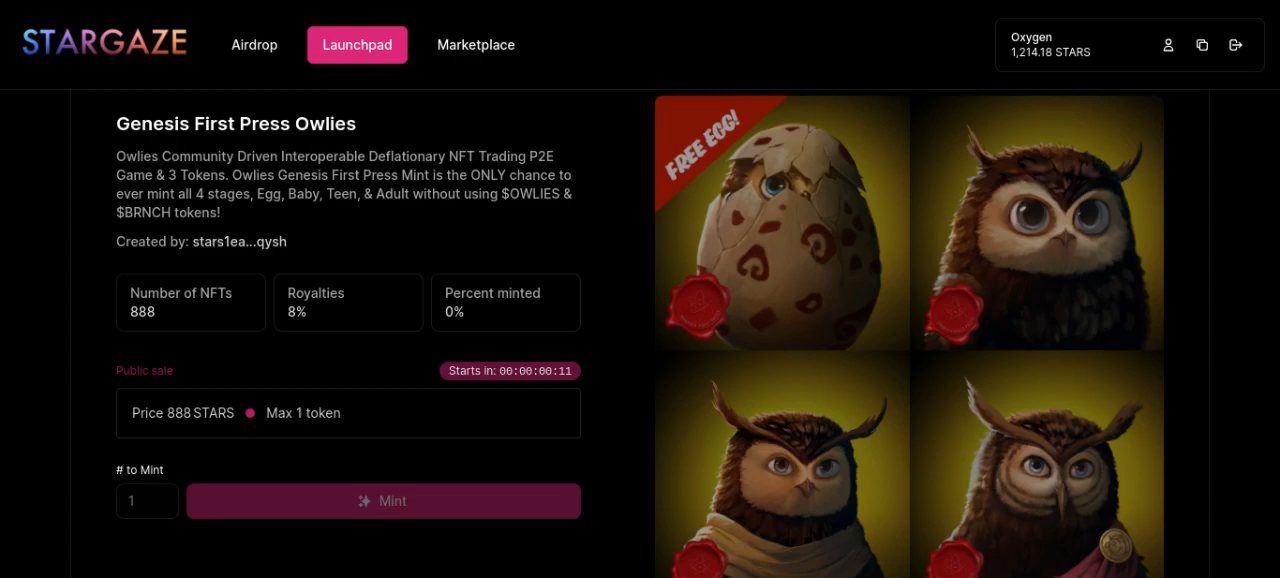 STARGAZE
Airdrop
Launchpad
Marketplace
Oxygen
1,214.18 STARS
Genesis First Press Owlies
Owlies Community Driven Interoperable Deflationary NFT Trading P2E
Game & 3 Tokens. Owlies Genesis First Press Mint is the ONLY chance to
ever mint all 4 stages, Egg, Baby, Teen, & Adult without using $OWLIES &
$BRNCH tokens!
Created by: stars1ea...qysh
Number of NFTs
888
Royalties
8%
Percent minted
0%
Public sale
Starts in: 00:00:00:11
Price 888 STARS
Max 1 token
# to Mint
1
Mint
FREE EGG!